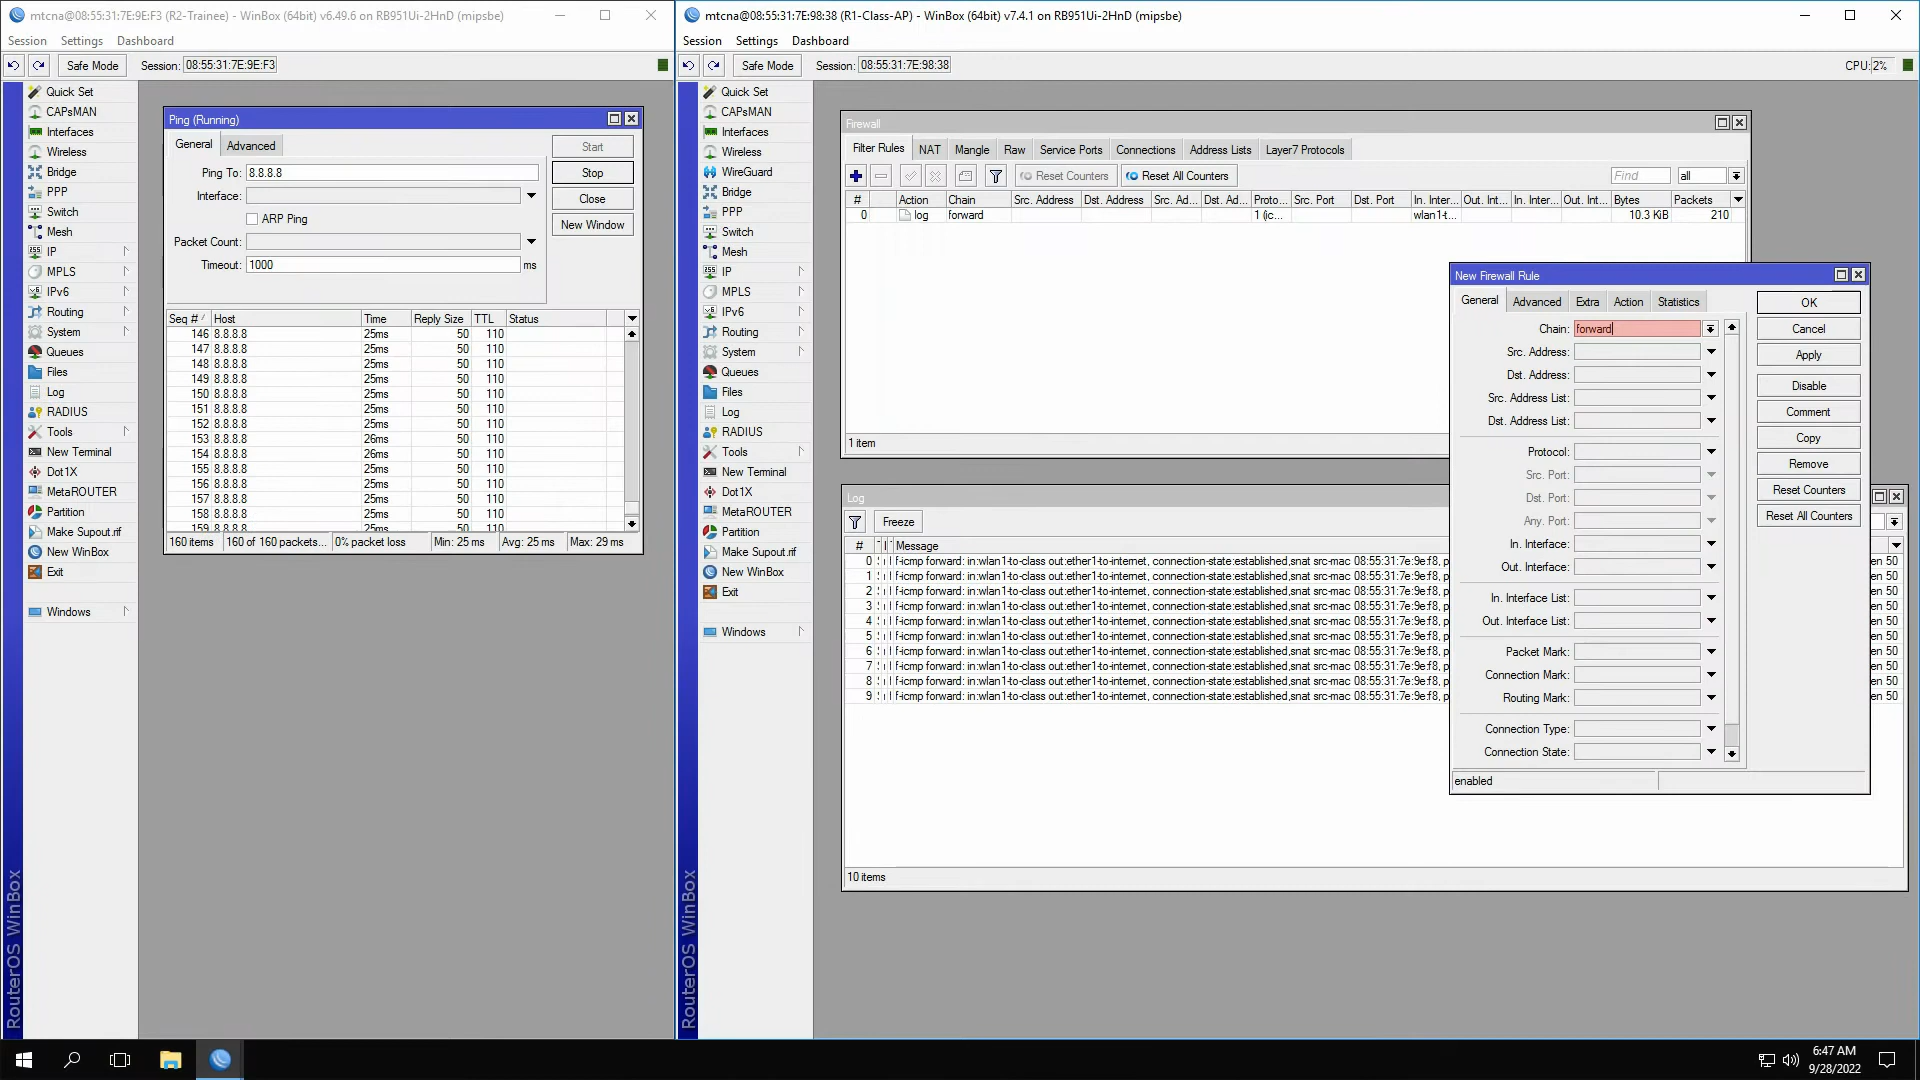 mtcna@08:55:31:7E:9E:F3 (R2-Trainee) - WinBox (64bit) v6.49.6 on RB951Ui-2HnD (mipsbe)
Session Settings Dashboard
Safe Mode Session: 08:55:31:7E:9E:F3
Quick Set
CAPsMAN
Interfaces
Wireless
Bridge
PPP
Switch
Mesh
IP
MPLS
IPv6
Routing
System
Queues
Files
Log
RADIUS
Tools
New Terminal
Dot1X
MetaROUTER
Partition
Make Supout.rif
New WinBox
Exit
Windows
RouterOS WinBox
Ping (Running)
General Advanced
Ping To: 8.8.8.8
Interface:
ARP Ping
Packet Count:
Timeout: 1000 ms
Start
Stop
Close
New Window
Seq # Host Time Reply Size TTL Status
146 8.8.8.8 25ms 50 110
147 8.8.8.8 25ms 50 110
148 8.8.8.8 25ms 50 110
149 8.8.8.8 25ms 50 110
150 8.8.8.8 25ms 50 110
151 8.8.8.8 25ms 50 110
152 8.8.8.8 25ms 50 110
153 8.8.8.8 26ms 50 110
154 8.8.8.8 26ms 50 110
155 8.8.8.8 25ms 50 110
156 8.8.8.8 25ms 50 110
157 8.8.8.8 25ms 50 110
158 8.8.8.8 25ms 50 110
159 8.8.8.8 25ms 50 110
160 items 160 of 160 packets... 0% packet loss Min: 25 ms Avg: 25 ms Max: 29 ms
mtcna@08:55:31:7E:98:38 (R1-Class-AP) - WinBox (64bit) v7.4.1 on RB951Ui-2HnD (mipsbe)
Session Settings Dashboard
Safe Mode Session: 08:55:31:7E:98:38 CPU: 2%
Quick Set
CAPsMAN
Interfaces
Wireless
WireGuard
Bridge
PPP
Switch
Mesh
IP
MPLS
IPv6
Routing
System
Queues
Files
Log
RADIUS
Tools
New Terminal
Dot1X
MetaROUTER
Partition
Make Supout.rif
New WinBox
Exit
Windows
RouterOS WinBox
Firewall
Filter Rules NAT Mangle Raw Service Ports Connections Address Lists Layer7 Protocols
Reset Counters Reset All Counters Find all
# Action Chain Src. Address Dst. Address Src. Ad... Dst. Ad... Proto... Src. Port Dst. Port In. Inter... Out. Int... In. Inter... Out. Int... Bytes Packets
0 log forward 1 (ic... wlan1-t... 10.3 KiB 210
1 item
New Firewall Rule
General Advanced Extra Action Statistics
Chain: forward
Src. Address:
Dst. Address:
Src. Address List:
Dst. Address List:
Protocol:
Src. Port:
Dst. Port:
Any. Port:
In. Interface:
Out. Interface:
In. Interface List:
Out. Interface List:
Packet Mark:
Connection Mark:
Routing Mark:
Connection Type:
Connection State:
enabled
OK
Cancel
Apply
Disable
Comment
Copy
Remove
Reset Counters
Reset All Counters
Log
Freeze
# Message
0 f-icmp forward: in:wlan1-to-class out:ether1-to-internet, connection-state:established,snat src-mac 08:55:31:7e:9e:f8, p en 50
1 f-icmp forward: in:wlan1-to-class out:ether1-to-internet, connection-state:established,snat src-mac 08:55:31:7e:9e:f8, p en 50
2 f-icmp forward: in:wlan1-to-class out:ether1-to-internet, connection-state:established,snat src-mac 08:55:31:7e:9e:f8, p en 50
3 f-icmp forward: in:wlan1-to-class out:ether1-to-internet, connection-state:established,snat src-mac 08:55:31:7e:9e:f8, p en 50
4 f-icmp forward: in:wlan1-to-class out:ether1-to-internet, connection-state:established,snat src-mac 08:55:31:7e:9e:f8, p en 50
5 f-icmp forward: in:wlan1-to-class out:ether1-to-internet, connection-state:established,snat src-mac 08:55:31:7e:9e:f8, p en 50
6 f-icmp forward: in:wlan1-to-class out:ether1-to-internet, connection-state:established,snat src-mac 08:55:31:7e:9e:f8, p en 50
7 f-icmp forward: in:wlan1-to-class out:ether1-to-internet, connection-state:established,snat src-mac 08:55:31:7e:9e:f8, p en 50
8 f-icmp forward: in:wlan1-to-class out:ether1-to-internet, connection-state:established,snat src-mac 08:55:31:7e:9e:f8, p en 50
9 f-icmp forward: in:wlan1-to-class out:ether1-to-internet, connection-state:established,snat src-mac 08:55:31:7e:9e:f8, p en 50
10 items
6:47 AM
9/28/2022